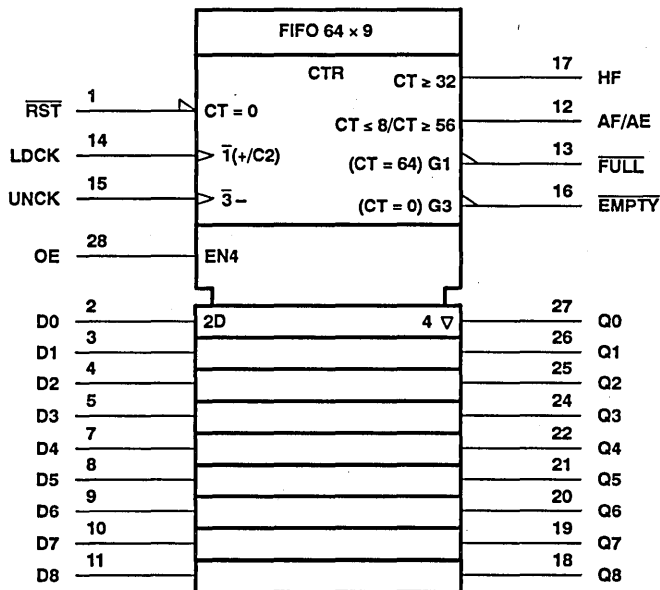 FIFO 64 × 9
CTR
1 RST CT = 0 CT ≥ 32 17 HF
14 LDCK 1̅(+/C2) CT ≤ 8/CT ≥ 56 12 AF/AE
15 UNCK 3̅ – (CT = 64) G1 13 FULL
(CT = 0) G3 16 EMPTY
28 OE EN4
2 D0 2D 4 ▽ 27 Q0
3 D1 26 Q1
4 D2 25 Q2
5 D3 24 Q3
7 D4 22 Q4
8 D5 21 Q5
9 D6 20 Q6
10 D7 19 Q7
11 D8 18 Q8